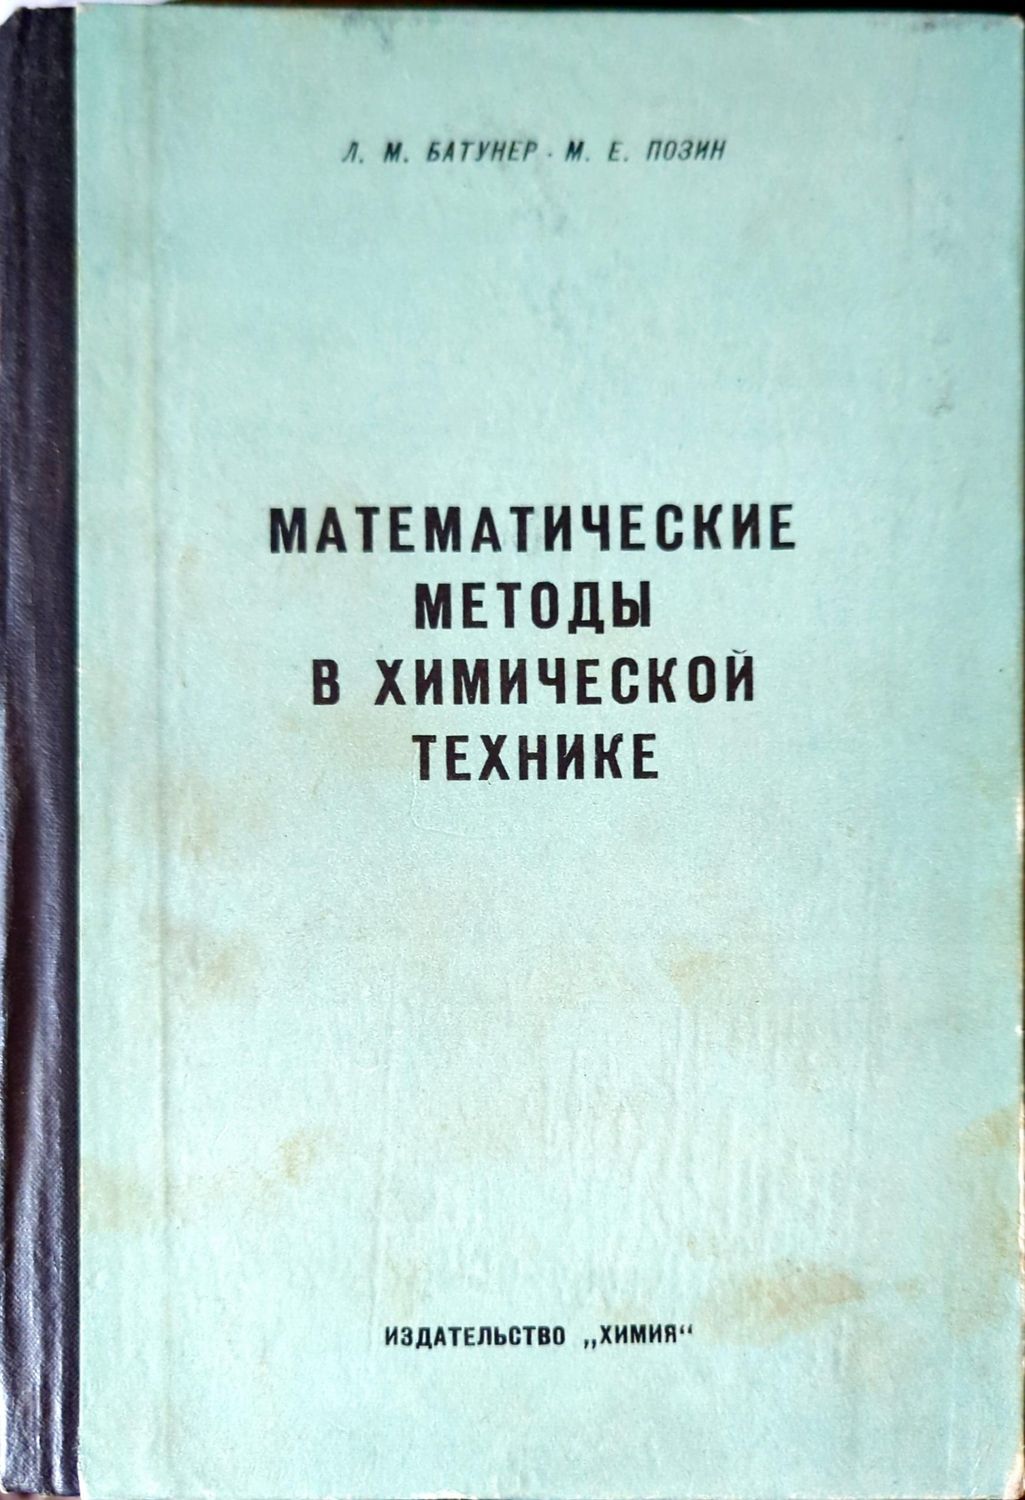 Л. М. БАТУНЕР · М. Е. ПОЗИН
МАТЕМАТИЧЕСКИЕ
МЕТОДЫ
В ХИМИЧЕСКОЙ
ТЕХНИКЕ
ИЗДАТЕЛЬСТВО „ХИМИЯ“